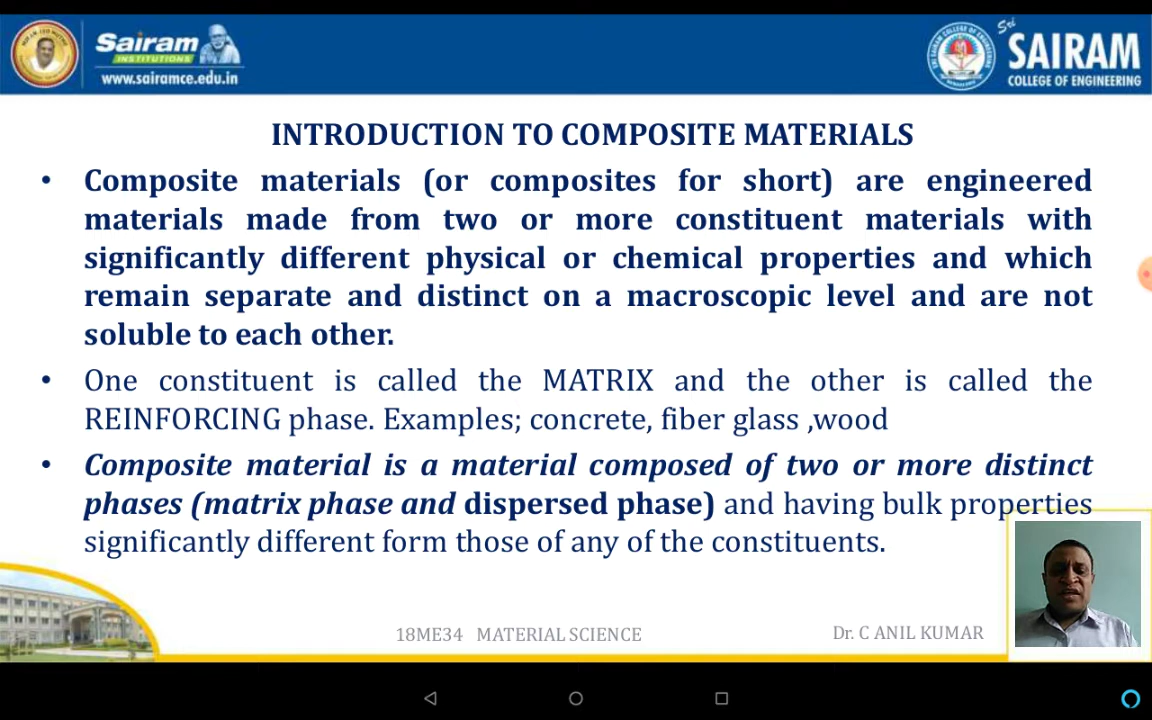 Sairam
INSTITUTIONS
www.sairamce.edu.in
Sri
SAIRAM
COLLEGE OF ENGINEERING
INTRODUCTION TO COMPOSITE MATERIALS
• Composite materials (or composites for short) are engineered
materials made from two or more constituent materials with
significantly different physical or chemical properties and which
remain separate and distinct on a macroscopic level and are not
soluble to each other.
• One constituent is called the MATRIX and the other is called the
REINFORCING phase. Examples; concrete, fiber glass ,wood
• Composite material is a material composed of two or more distinct
phases (matrix phase and dispersed phase) and having bulk properties
significantly different form those of any of the constituents.
18ME34 MATERIAL SCIENCE
Dr. C ANIL KUMAR